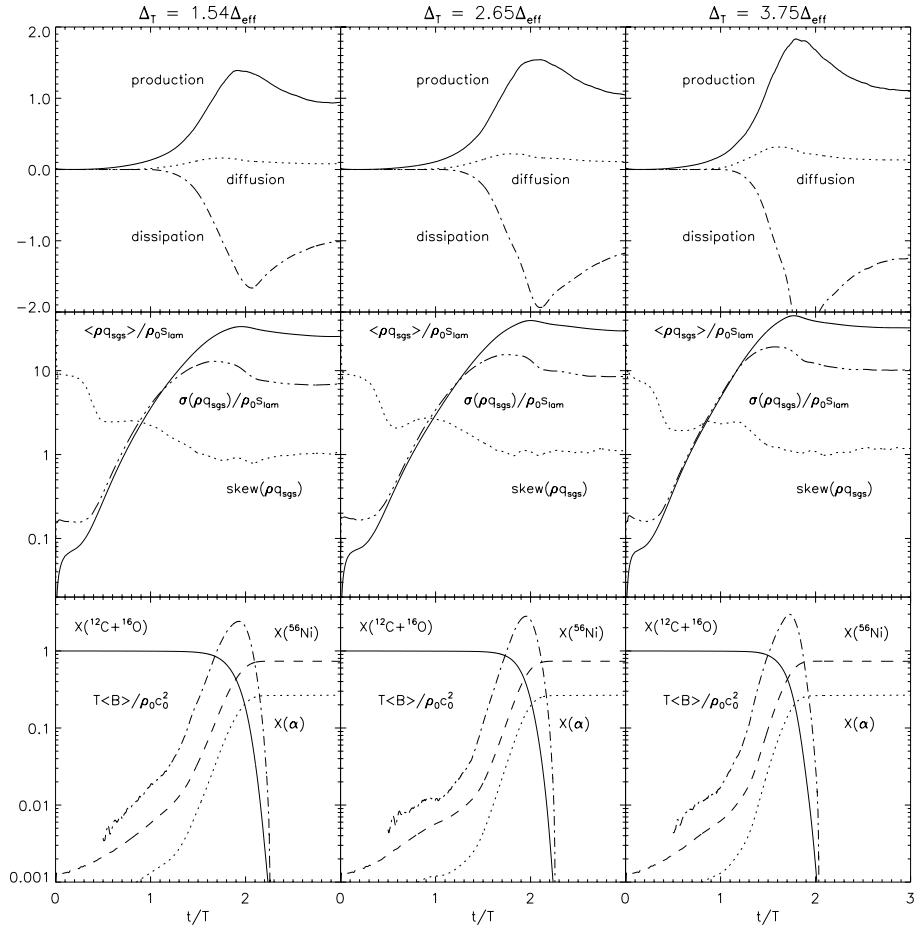 Δ_T = 1.54Δ_eff
Δ_T = 2.65Δ_eff
Δ_T = 3.75Δ_eff
2.0
1.0
0.0
−1.0
−2.0
production
diffusion
dissipation
production
diffusion
dissipation
production
diffusion
dissipation
10
1
0.1
<ρq_sgs>/ρ_0s_lam
σ(ρq_sgs)/ρ_0s_lam
skew(ρq_sgs)
<ρq_sgs>/ρ_0s_lam
σ(ρq_sgs)/ρ_0s_lam
skew(ρq_sgs)
<ρq_sgs>/ρ_0s_lam
σ(ρq_sgs)/ρ_0s_lam
skew(ρq_sgs)
1
0.1
0.01
0.001
X(¹²C+¹⁶O)
X(⁵⁶Ni)
T<B>/ρ_0c_0²
X(α)
X(¹²C+¹⁶O)
X(⁵⁶Ni)
T<B>/ρ_0c_0²
X(α)
X(¹²C+¹⁶O)
X(⁵⁶Ni)
T<B>/ρ_0c_0²
X(α)
0 1 2 0 1 2 0 1 2 3
t/T
t/T
t/T